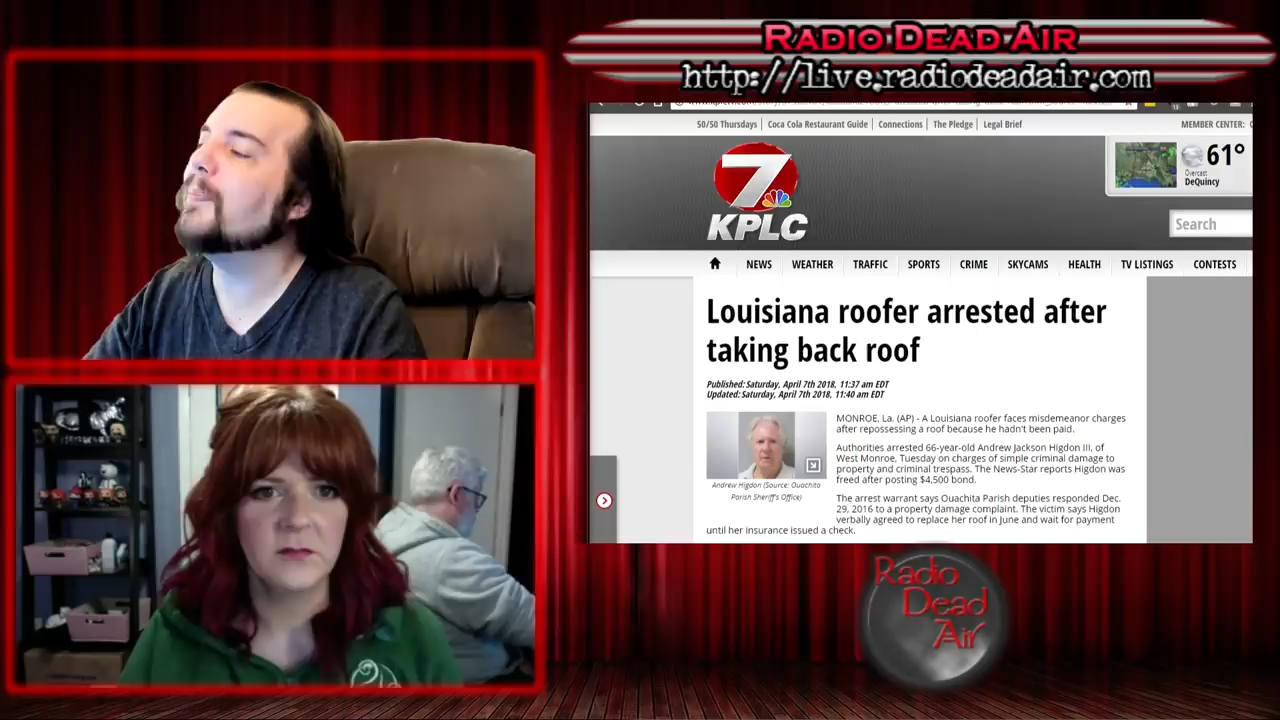 RADIO DEAD AIR
http://live.radiodeadair.com
50/50 Thursdays | Coca Cola Restaurant Guide | Connections | The Pledge | Legal Brief
MEMBER CENTER:
7
KPLC
61°
Overcast
DeQuincy
Search
NEWS WEATHER TRAFFIC SPORTS CRIME SKYCAMS HEALTH TV LISTINGS CONTESTS
Louisiana roofer arrested after
taking back roof
Published: Saturday, April 7th 2018, 11:37 am EDT
Updated: Saturday, April 7th 2018, 11:40 am EDT
MONROE, La. (AP) - A Louisiana roofer faces misdemeanor charges
after repossessing a roof because he hadn't been paid.
Authorities arrested 66-year-old Andrew Jackson Higdon III, of
West Monroe, Tuesday on charges of simple criminal damage to
property and criminal trespass. The News-Star reports Higdon was
freed after posting $4,500 bond.
Andrew Higdon (Source: Ouachita
Parish Sheriff's Office)
The arrest warrant says Ouachita Parish deputies responded Dec.
29, 2016 to a property damage complaint. The victim says Higdon
verbally agreed to replace her roof in June and wait for payment
until her insurance issued a check.
Radio
Dead
Air